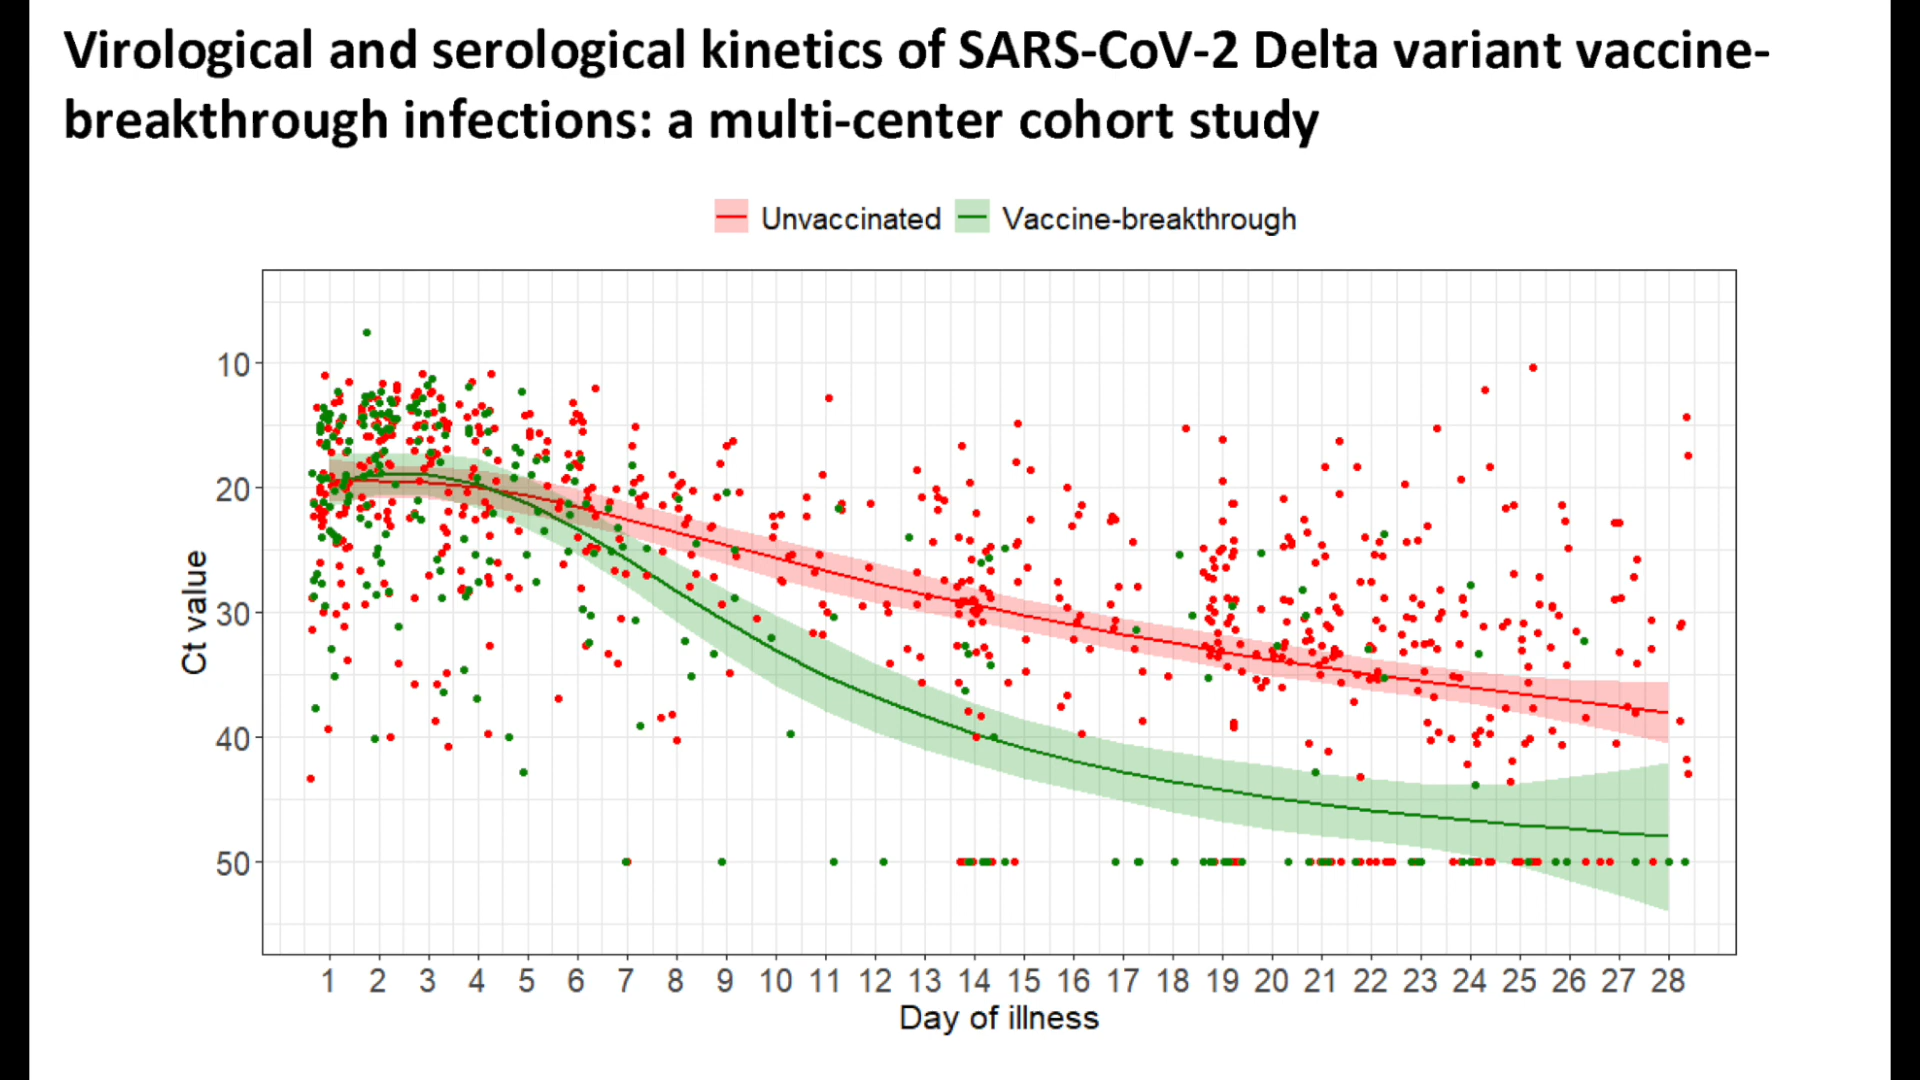 Virological and serological kinetics of SARS-CoV-2 Delta variant vaccine-
breakthrough infections: a multi-center cohort study
Unvaccinated Vaccine-breakthrough
10
20
30
40
50
Ct value
1 2 3 4 5 6 7 8 9 10 11 12 13 14 15 16 17 18 19 20 21 22 23 24 25 26 27 28
Day of illness